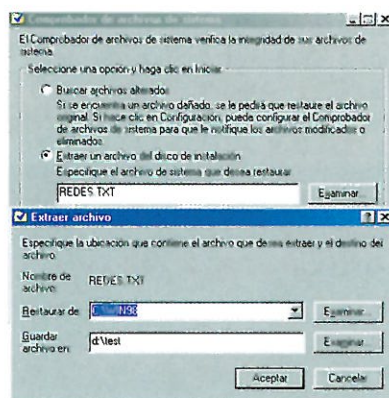 Comprobador de archivos de sistema
El Comprobador de archivos de sistema verifica la integridad de sus archivos de
sistema.
Seleccione una opción y haga clic en Iniciar
Buscar archivos alterados
Si se encuentra un archivo dañado, se le pedirá que restaure el archivo
original. Si hace clic en Configuración, puede configurar el Comprobador
de archivos de sistema para que le notifique los archivos modificados o
eliminados.
Extraer un archivo del disco de instalación
Especifique el archivo de sistema que desea restaurar
REDES.TXT Examinar...
Extraer archivo
Especifique la ubicación que contiene el archivo que desea extraer y el destino del
archivo.
Nombre de
archivo: REDES.TXT
Restaurar de: Examinar...
Guardar
archivo en: d:\test Examinar...
Aceptar Cancelar